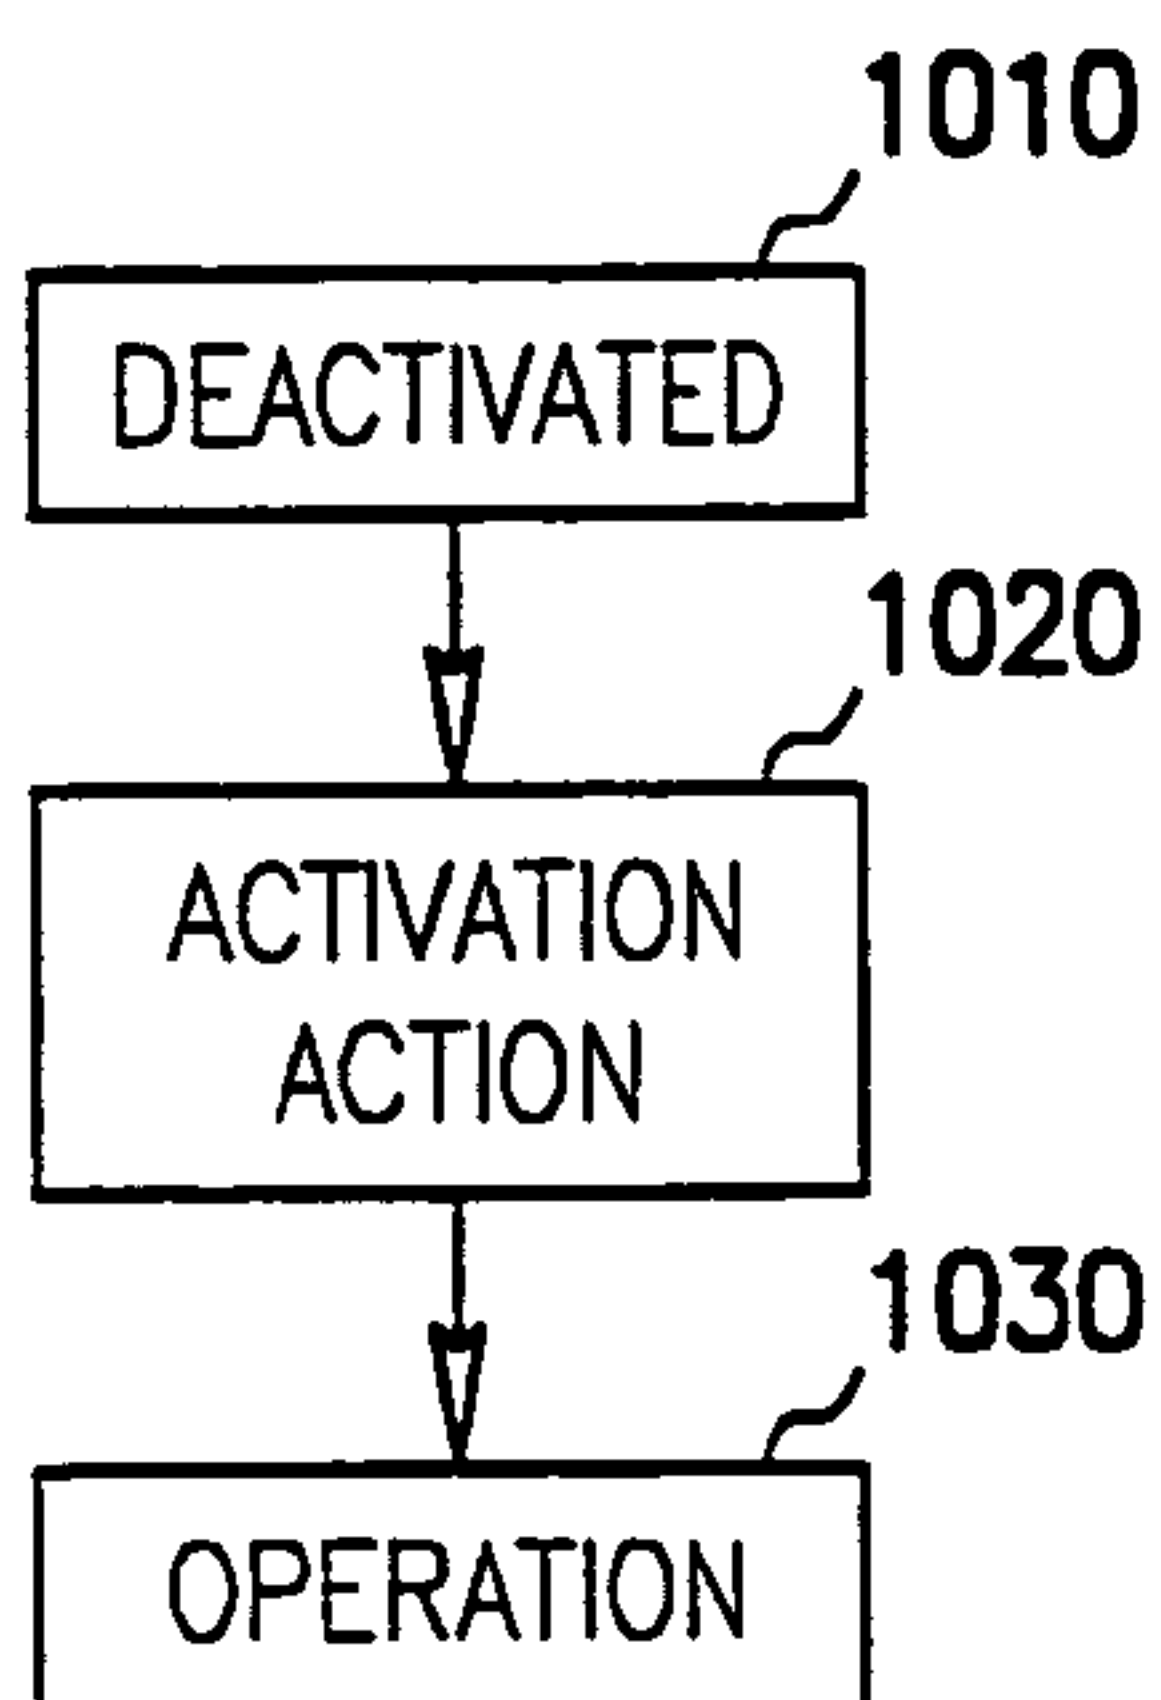 1010
DEACTIVATED
1020
ACTIVATION
ACTION
1030
OPERATION